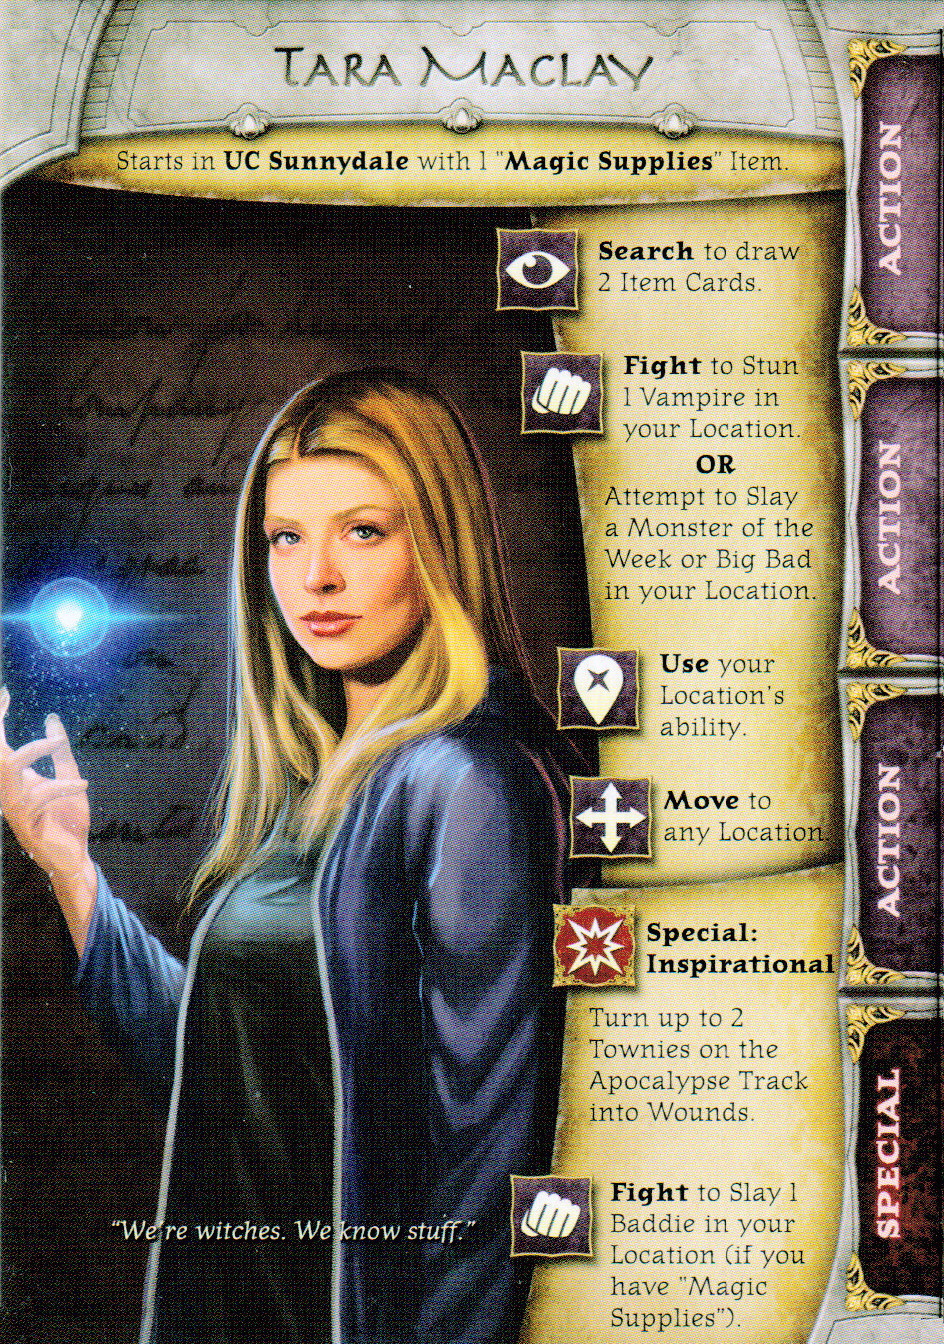 TARA MACLAY
Starts in UC Sunnydale with 1 "Magic Supplies" Item.
Search to draw
2 Item Cards.
Fight to Stun
1 Vampire in
your Location.
OR
Attempt to Slay
a Monster of the
Week or Big Bad
in your Location.
Use your
Location's
ability.
Move to
any Location.
Special:
Inspirational
Turn up to 2
Townies on the
Apocalypse Track
into Wounds.
Fight to Slay 1
Baddie in your
Location (if you
have "Magic
Supplies").
“We're witches. We know stuff.”
ACTION
ACTION
ACTION
SPECIAL